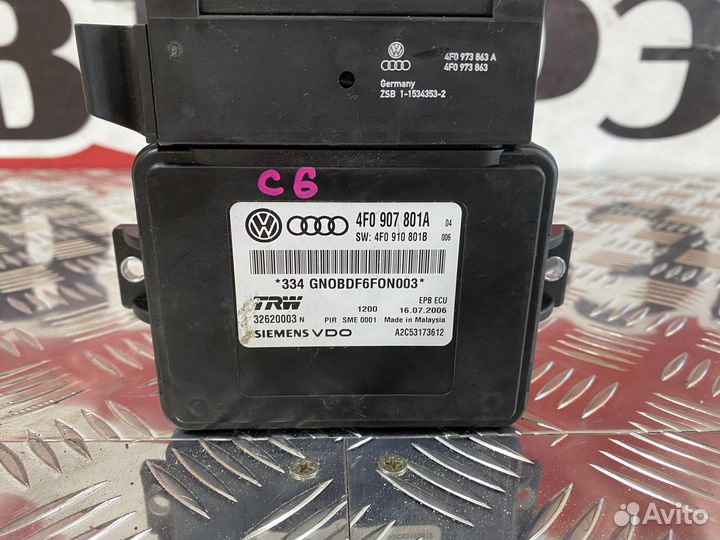 4F0 973 863 A
4F0 973 863
Germany
ZSB 1-1534353-2
C6
4F0 907 801A 04
SW: 4F0 910 801B 006
*334 GN0BDF6F0N003*
TRW EPB ECU
1200 16.07.2006
32620003 N PIR SME 0001 Made in Malaysia
SIEMENS VDO A2C53173612
Avito